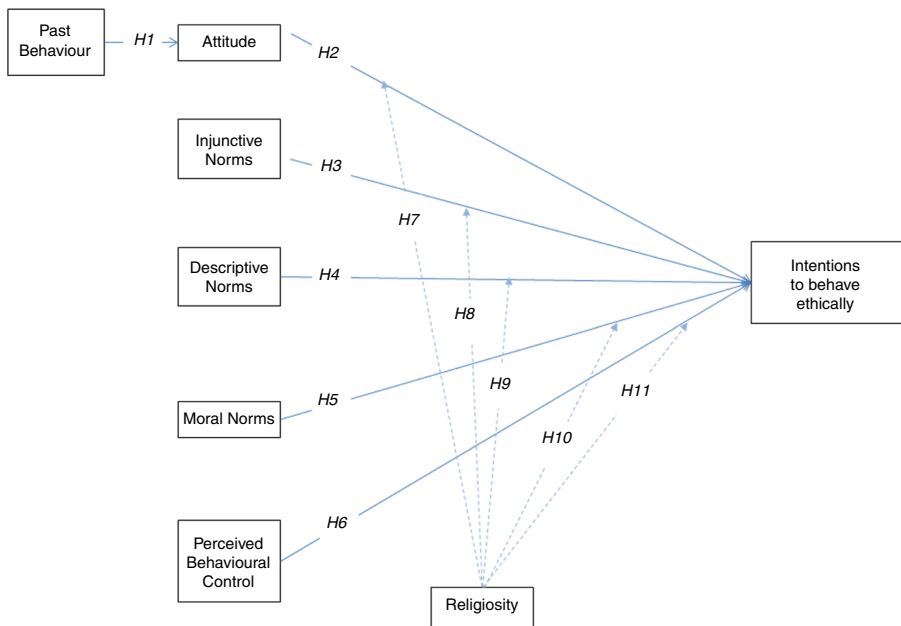 Past
Behaviour
H1
Attitude
H2
Injunctive
Norms
H3
H7
Descriptive
Norms
H4
Intentions
to behave
ethically
H8
H9
H11
Moral Norms
H5
H10
H6
Perceived
Behavioural
Control
Religiosity